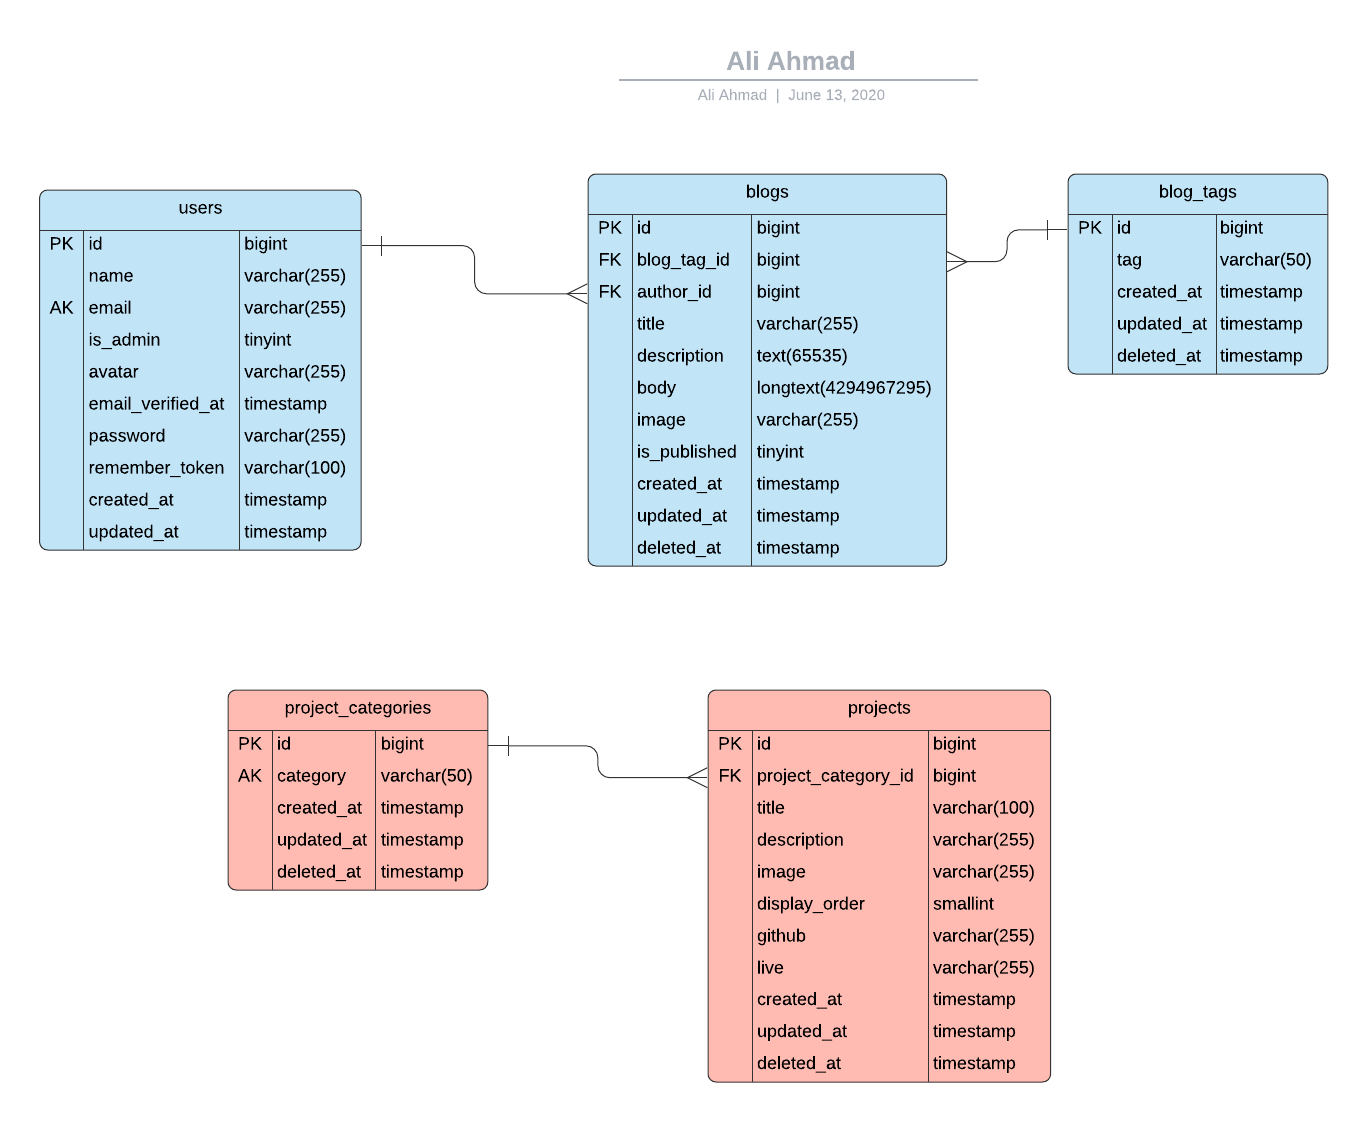 Ali Ahmad
Ali Ahmad | June 13, 2020
users
PK id bigint
name varchar(255)
AK email varchar(255)
is_admin tinyint
avatar varchar(255)
email_verified_at timestamp
password varchar(255)
remember_token varchar(100)
created_at timestamp
updated_at timestamp
blogs
PK id bigint
FK blog_tag_id bigint
FK author_id bigint
title varchar(255)
description text(65535)
body longtext(4294967295)
image varchar(255)
is_published tinyint
created_at timestamp
updated_at timestamp
deleted_at timestamp
blog_tags
PK id bigint
tag varchar(50)
created_at timestamp
updated_at timestamp
deleted_at timestamp
project_categories
PK id bigint
AK category varchar(50)
created_at timestamp
updated_at timestamp
deleted_at timestamp
projects
PK id bigint
FK project_category_id bigint
title varchar(100)
description varchar(255)
image varchar(255)
display_order smallint
github varchar(255)
live varchar(255)
created_at timestamp
updated_at timestamp
deleted_at timestamp